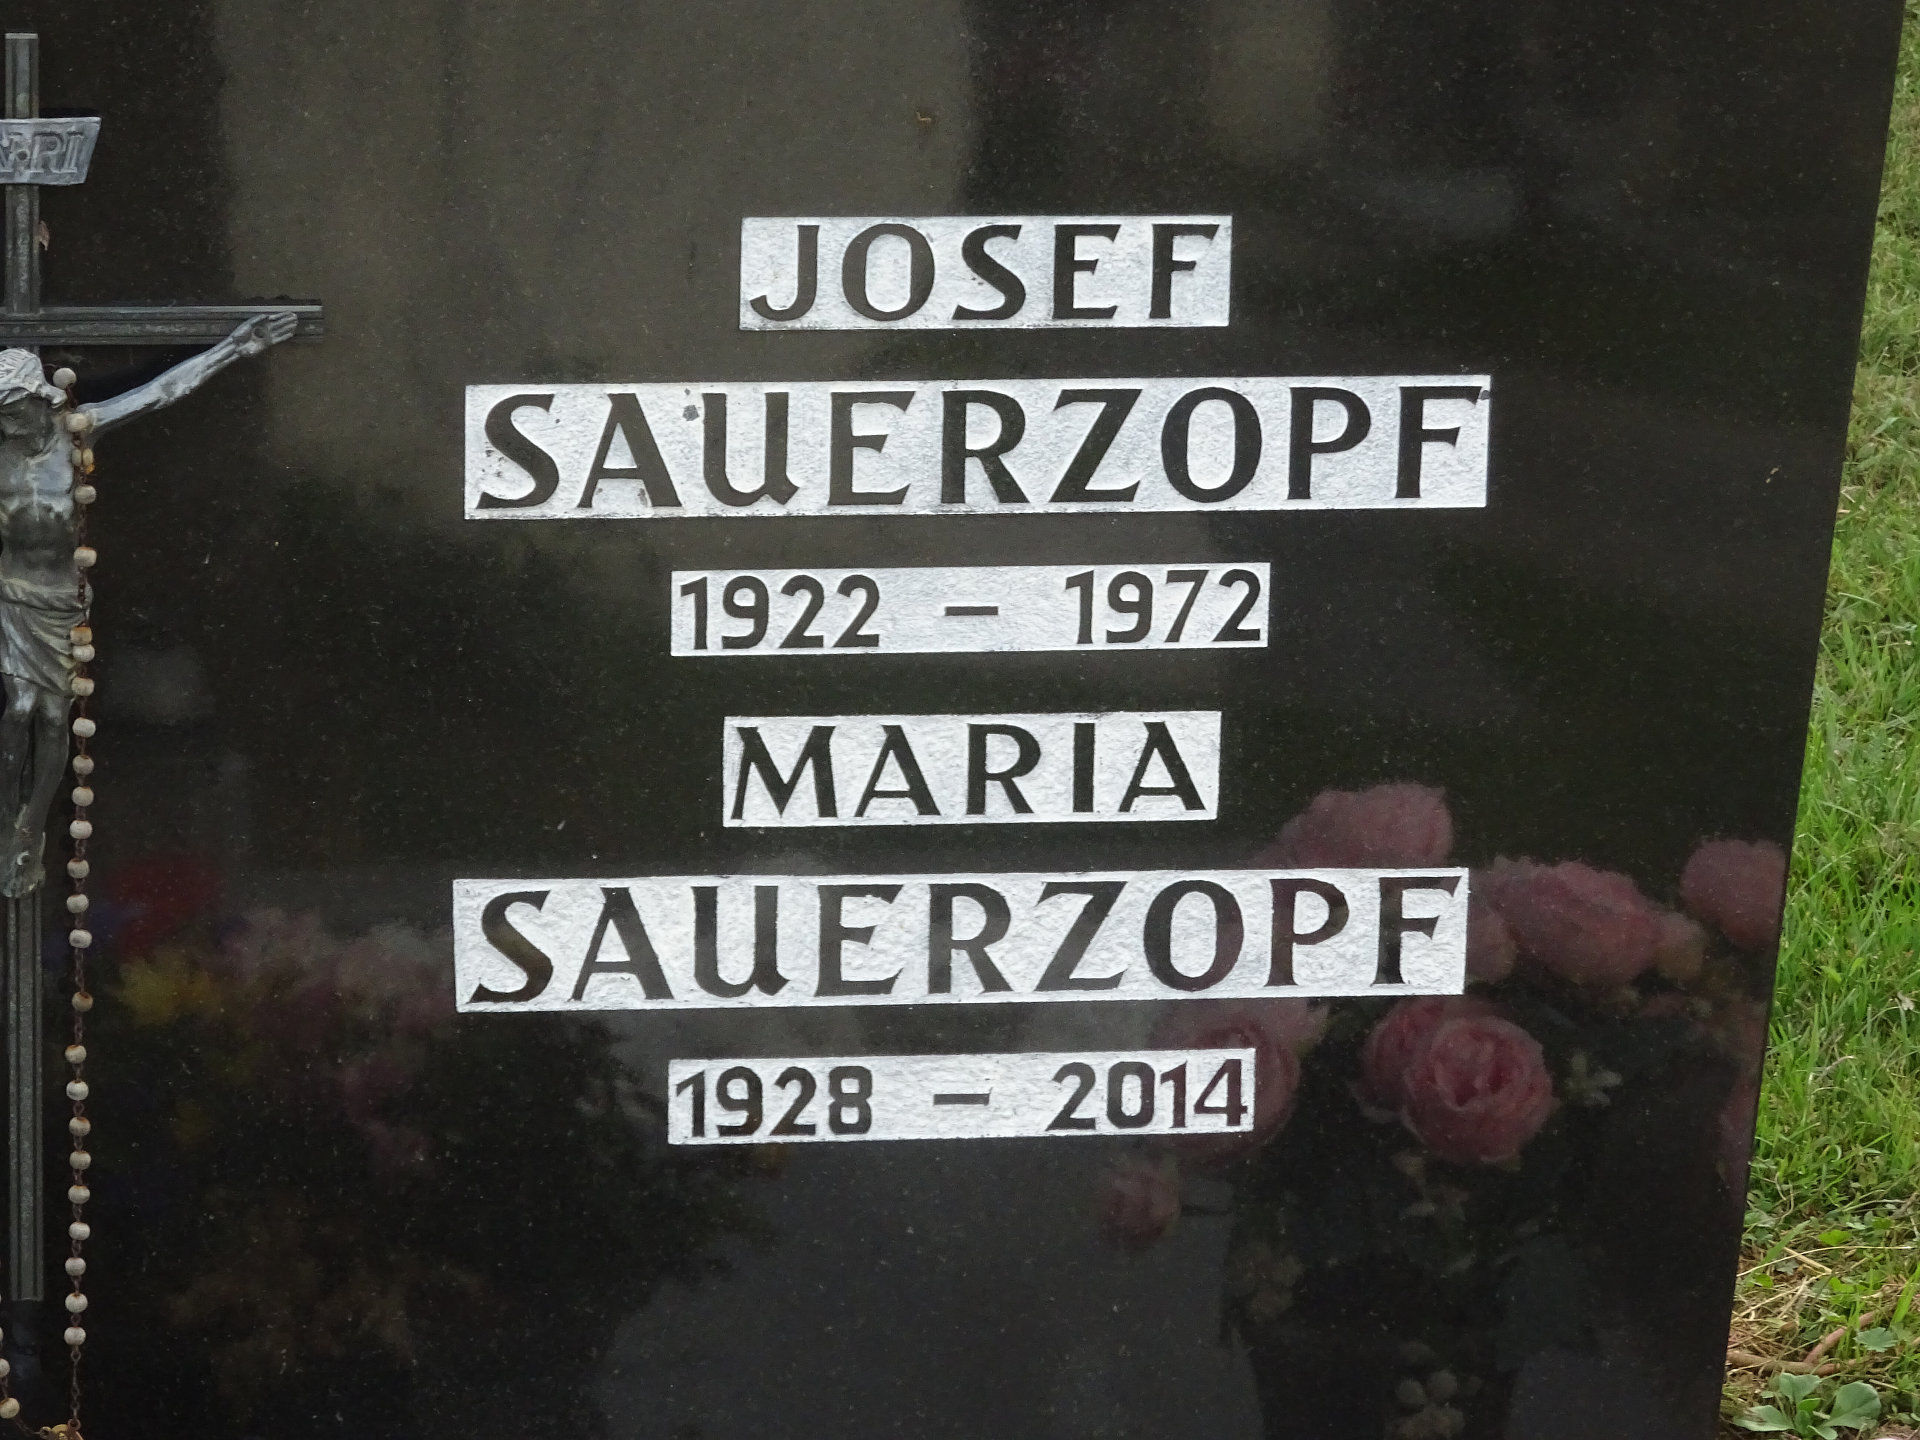 JOSEF
SAUERZOPF
1922 – 1972
MARIA
SAUERZOPF
1928 – 2014